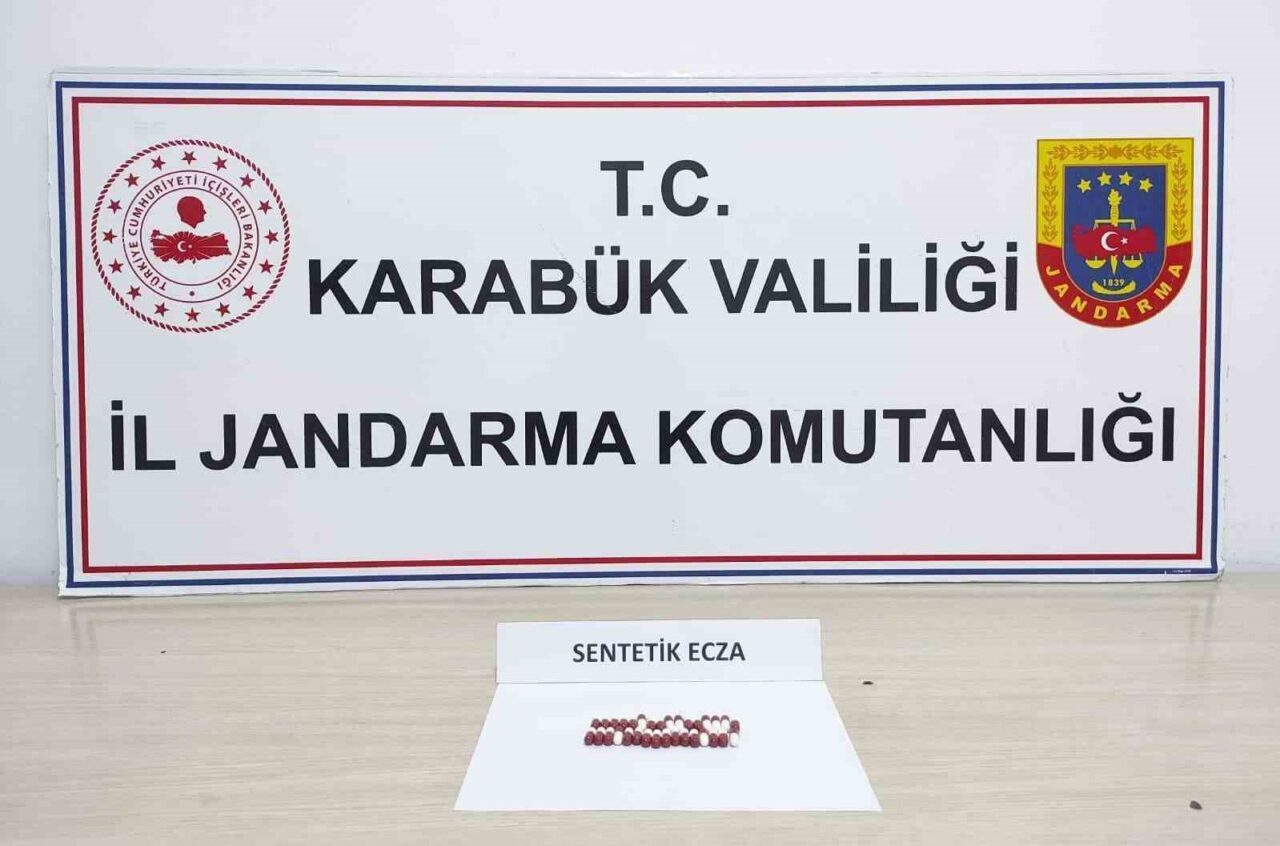 T.C.
KARABÜK VALİLİĞİ
İL JANDARMA KOMUTANLIĞI
TÜRKİYE CUMHURİYETİ İÇİŞLERİ BAKANLIĞI
1839
JANDARMA
SENTETİK ECZA